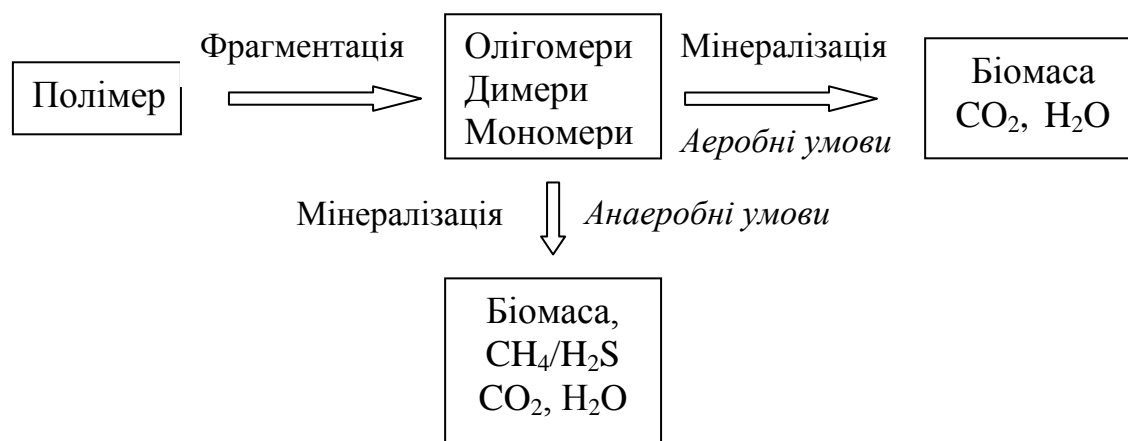 Полімер
Фрагментація
Олігомери
Димери
Мономери
Мінералізація
Аеробні умови
Біомаса
CO₂, H₂O
Мінералізація
Анаеробні умови
Біомаса,
CH₄/H₂S
CO₂, H₂O